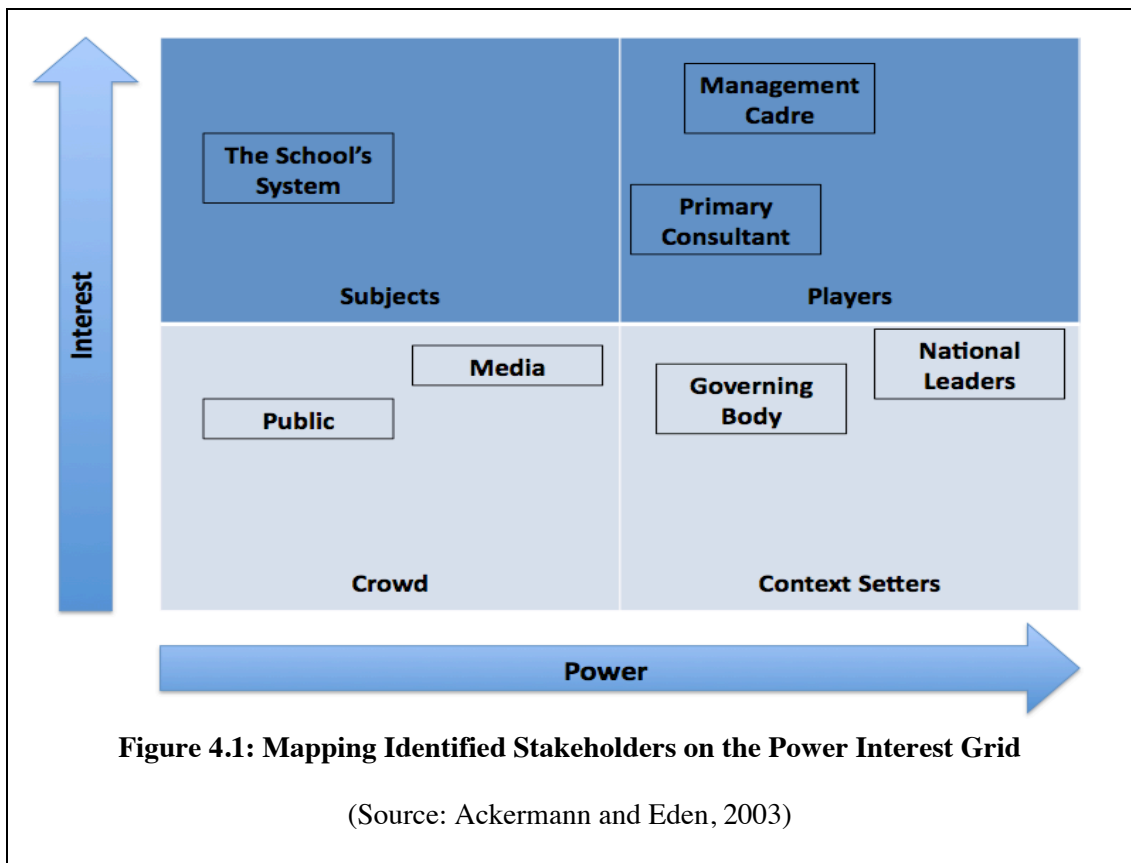 Management
Cadre
The School's
System
Primary
Consultant
Subjects
Players
Interest
National
Leaders
Media
Governing
Body
Public
Crowd
Context Setters
Power
Figure 4.1: Mapping Identified Stakeholders on the Power Interest Grid
(Source: Ackermann and Eden, 2003)